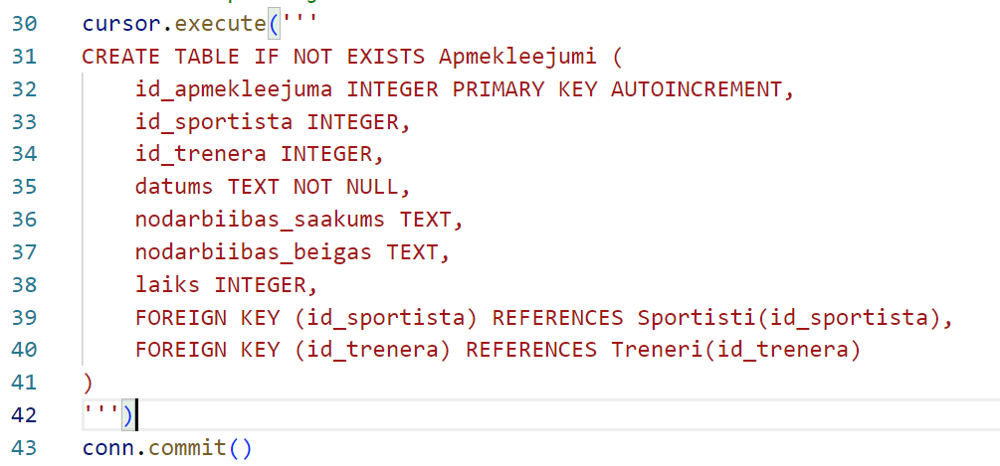 30 cursor.execute('''
31 CREATE TABLE IF NOT EXISTS Apmekleejumi (
32     id_apmekleejuma INTEGER PRIMARY KEY AUTOINCREMENT,
33     id_sportista INTEGER,
34     id_trenera INTEGER,
35     datums TEXT NOT NULL,
36     nodarbiibas_saakums TEXT,
37     nodarbiibas_beigas TEXT,
38     laiks INTEGER,
39     FOREIGN KEY (id_sportista) REFERENCES Sportisti(id_sportista),
40     FOREIGN KEY (id_trenera) REFERENCES Treneri(id_trenera)
41 )
42 ''')
43 conn.commit()